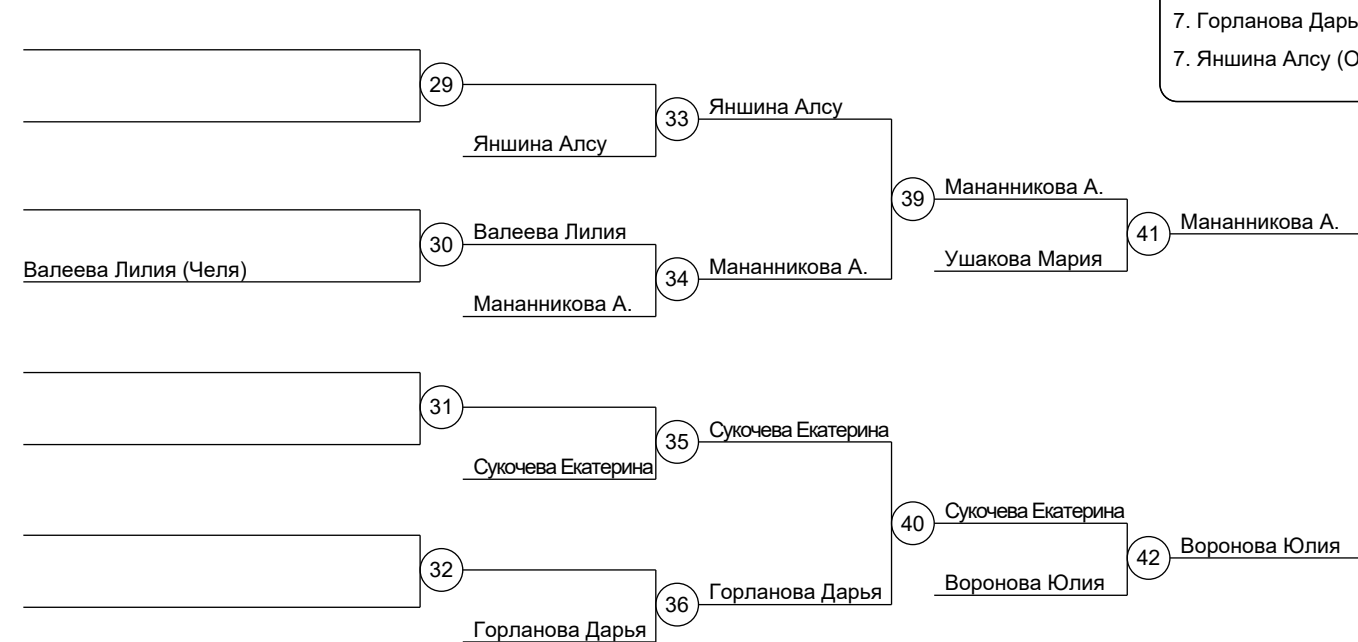 7. Горланова Дарь
7. Яншина Алсу (О
29
33
Яншина Алсу
Яншина Алсу
39
Мананникова А.
41
Мананникова А.
30
Валеева Лилия
Валеева Лилия (Челя)
34
Мананникова А.
Ушакова Мария
Мананникова А.
31
35
Сукочева Екатерина
Сукочева Екатерина
40
Сукочева Екатерина
42
Воронова Юлия
32
36
Горланова Дарья
Воронова Юлия
Горланова Дарья